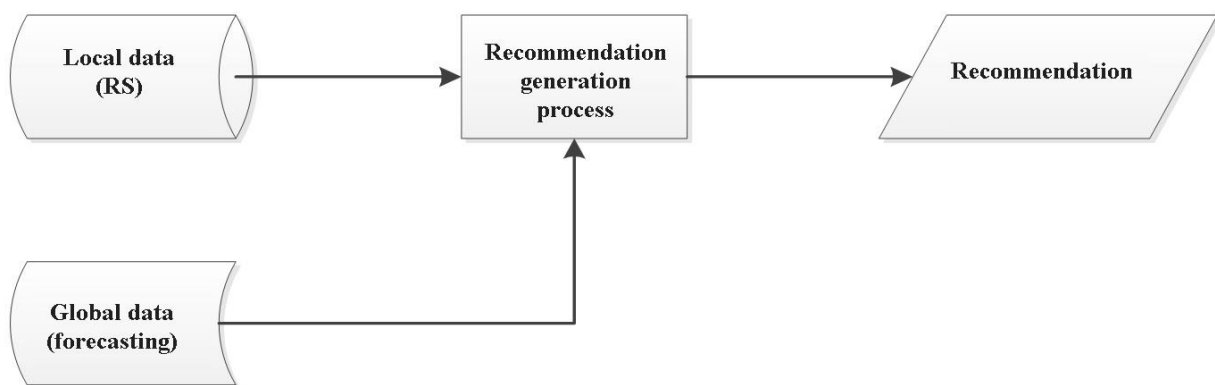 Local data
(RS)
Recommendation
generation
process
Recommendation
Global data
(forecasting)